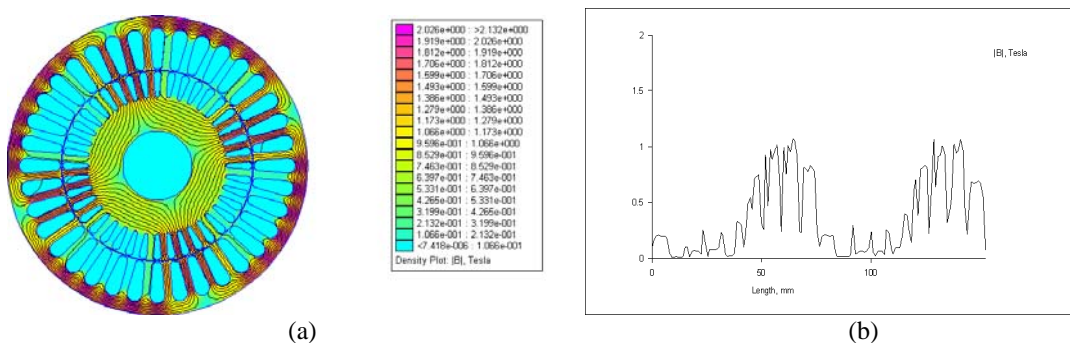 2.026e+000 : >2.132e+000
1.919e+000 : 2.026e+000
1.812e+000 : 1.919e+000
1.706e+000 : 1.812e+000
1.599e+000 : 1.706e+000
1.493e+000 : 1.599e+000
1.386e+000 : 1.493e+000
1.279e+000 : 1.386e+000
1.173e+000 : 1.279e+000
1.066e+000 : 1.173e+000
9.596e-001 : 1.066e+000
8.529e-001 : 9.596e-001
7.463e-001 : 8.529e-001
6.397e-001 : 7.463e-001
5.331e-001 : 6.397e-001
4.265e-001 : 5.331e-001
3.199e-001 : 4.265e-001
2.132e-001 : 3.199e-001
1.066e-001 : 2.132e-001
<7.418e-006 : 1.066e-001
Density Plot: |B|, Tesla
(a)
2
1.5
1
0.5
0
0 50 100
Length, mm
|B|, Tesla
(b)